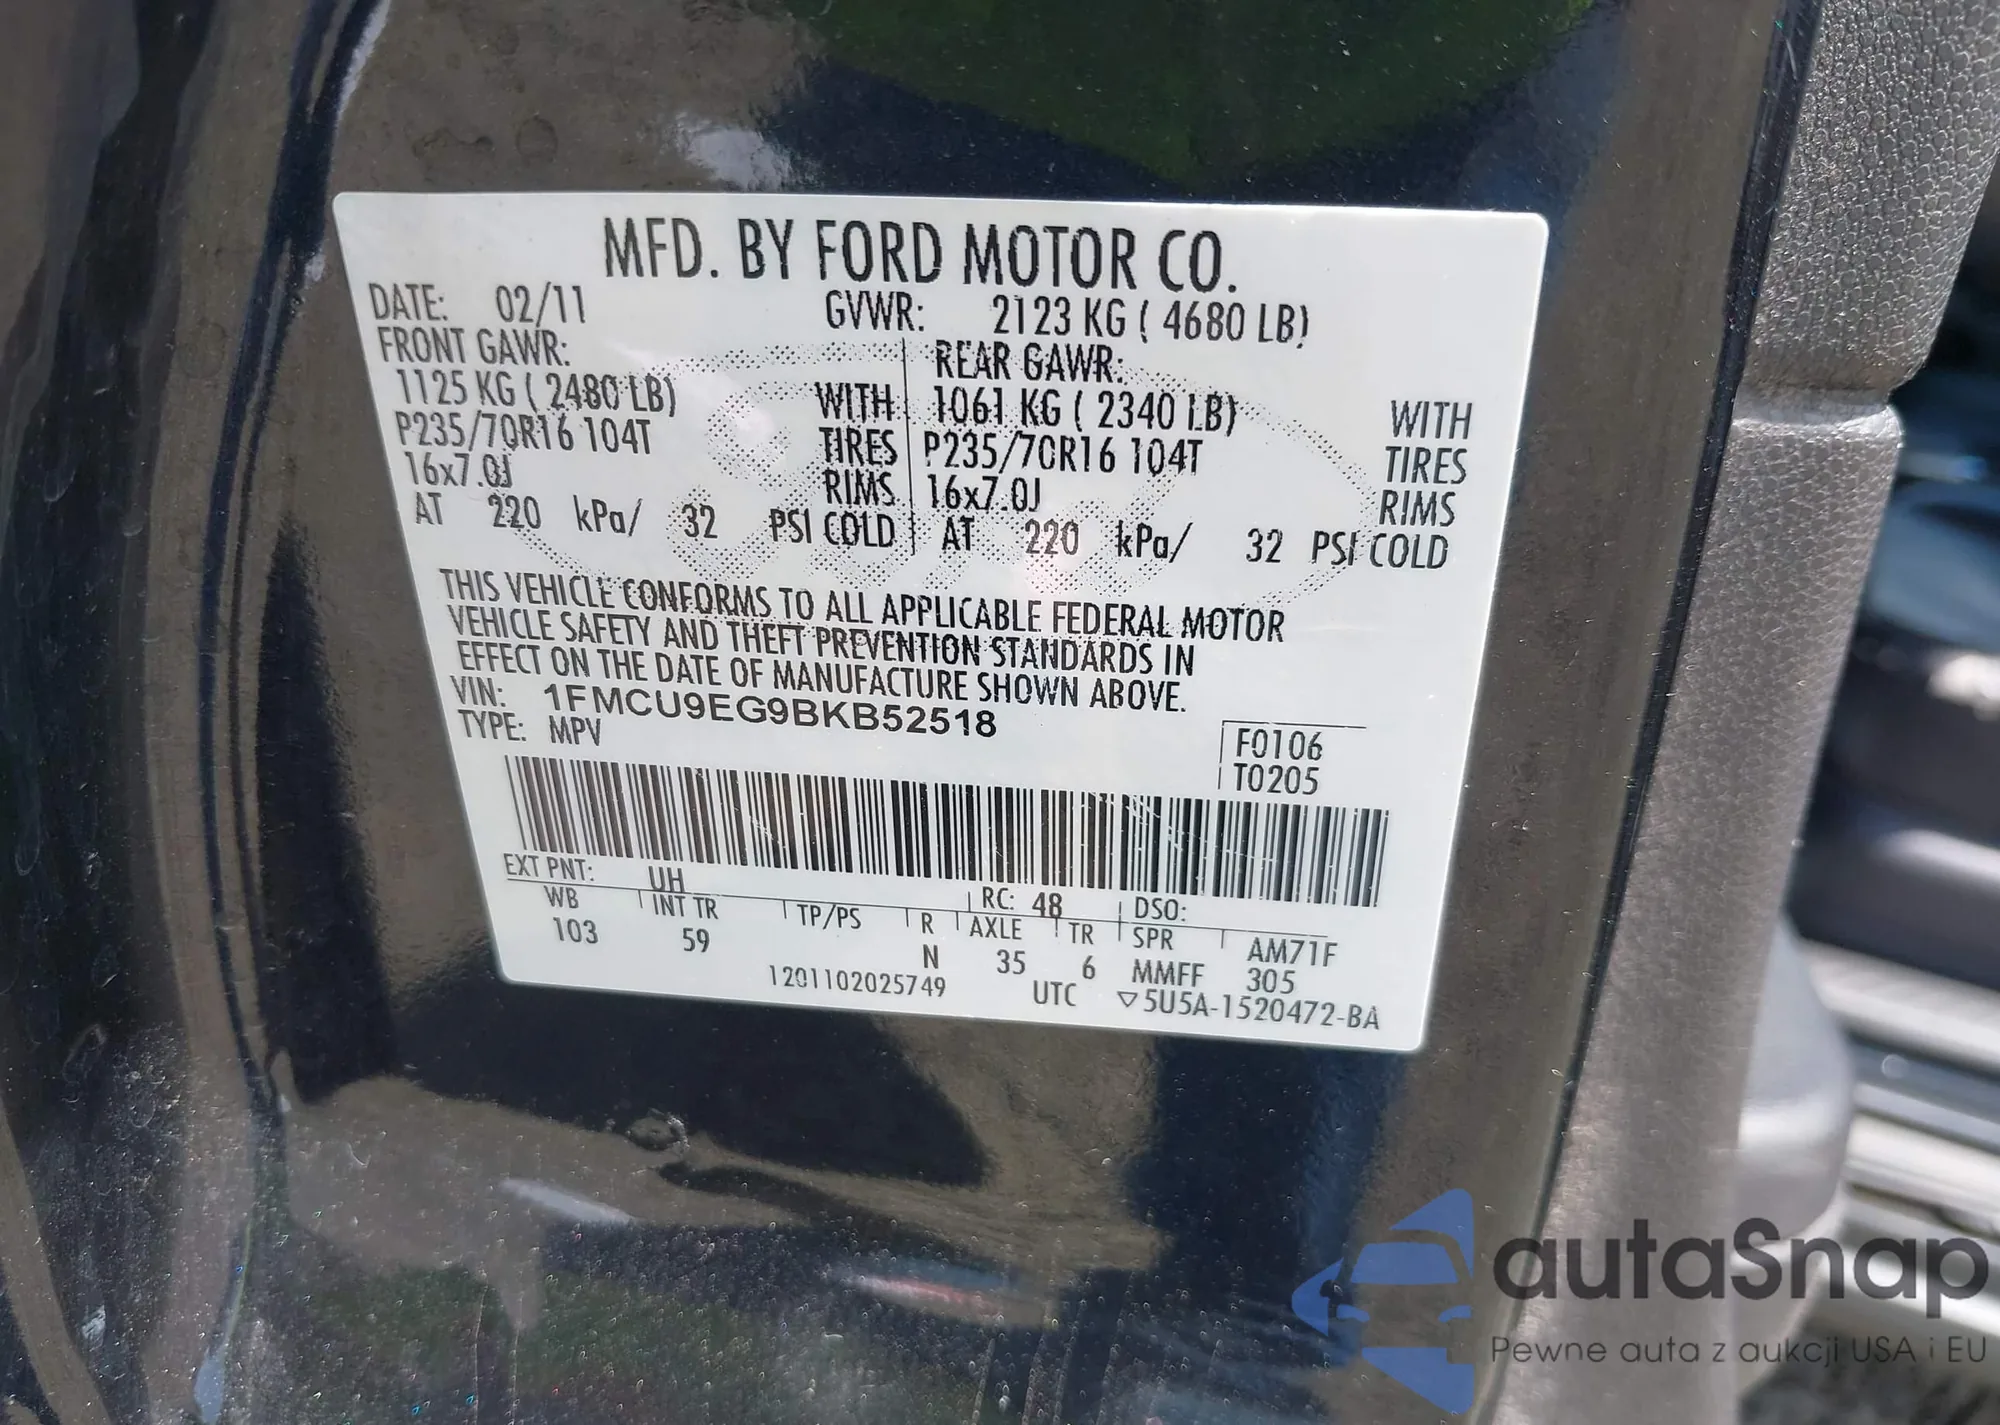 MFD. BY FORD MOTOR CO.
DATE: 02/11 GVWR: 2123 KG ( 4680 LB)
FRONT GAWR: REAR GAWR:
1125 KG ( 2480 LB) WITH 1061 KG ( 2340 LB) WITH
P235/70R16 104T TIRES P235/70R16 104T TIRES
16x7.0J RIMS 16x7.0J RIMS
AT 220 kPa/ 32 PSI COLD AT 220 kPa/ 32 PSI COLD
THIS VEHICLE CONFORMS TO ALL APPLICABLE FEDERAL MOTOR
VEHICLE SAFETY AND THEFT PREVENTION STANDARDS IN
EFFECT ON THE DATE OF MANUFACTURE SHOWN ABOVE.
VIN: 1FMCU9EG9BKB52518
TYPE: MPV
F0106
T0205
EXT PNT: UH RC: 48 DSO:
WB INT TR TP/PS R AXLE TR SPR AM71F
103 59 N 35 6 MMFF 305
1201102025749 UTC ▽5U5A-1520472-BA
autaSnap
Pewne auta z aukcji USA i EU